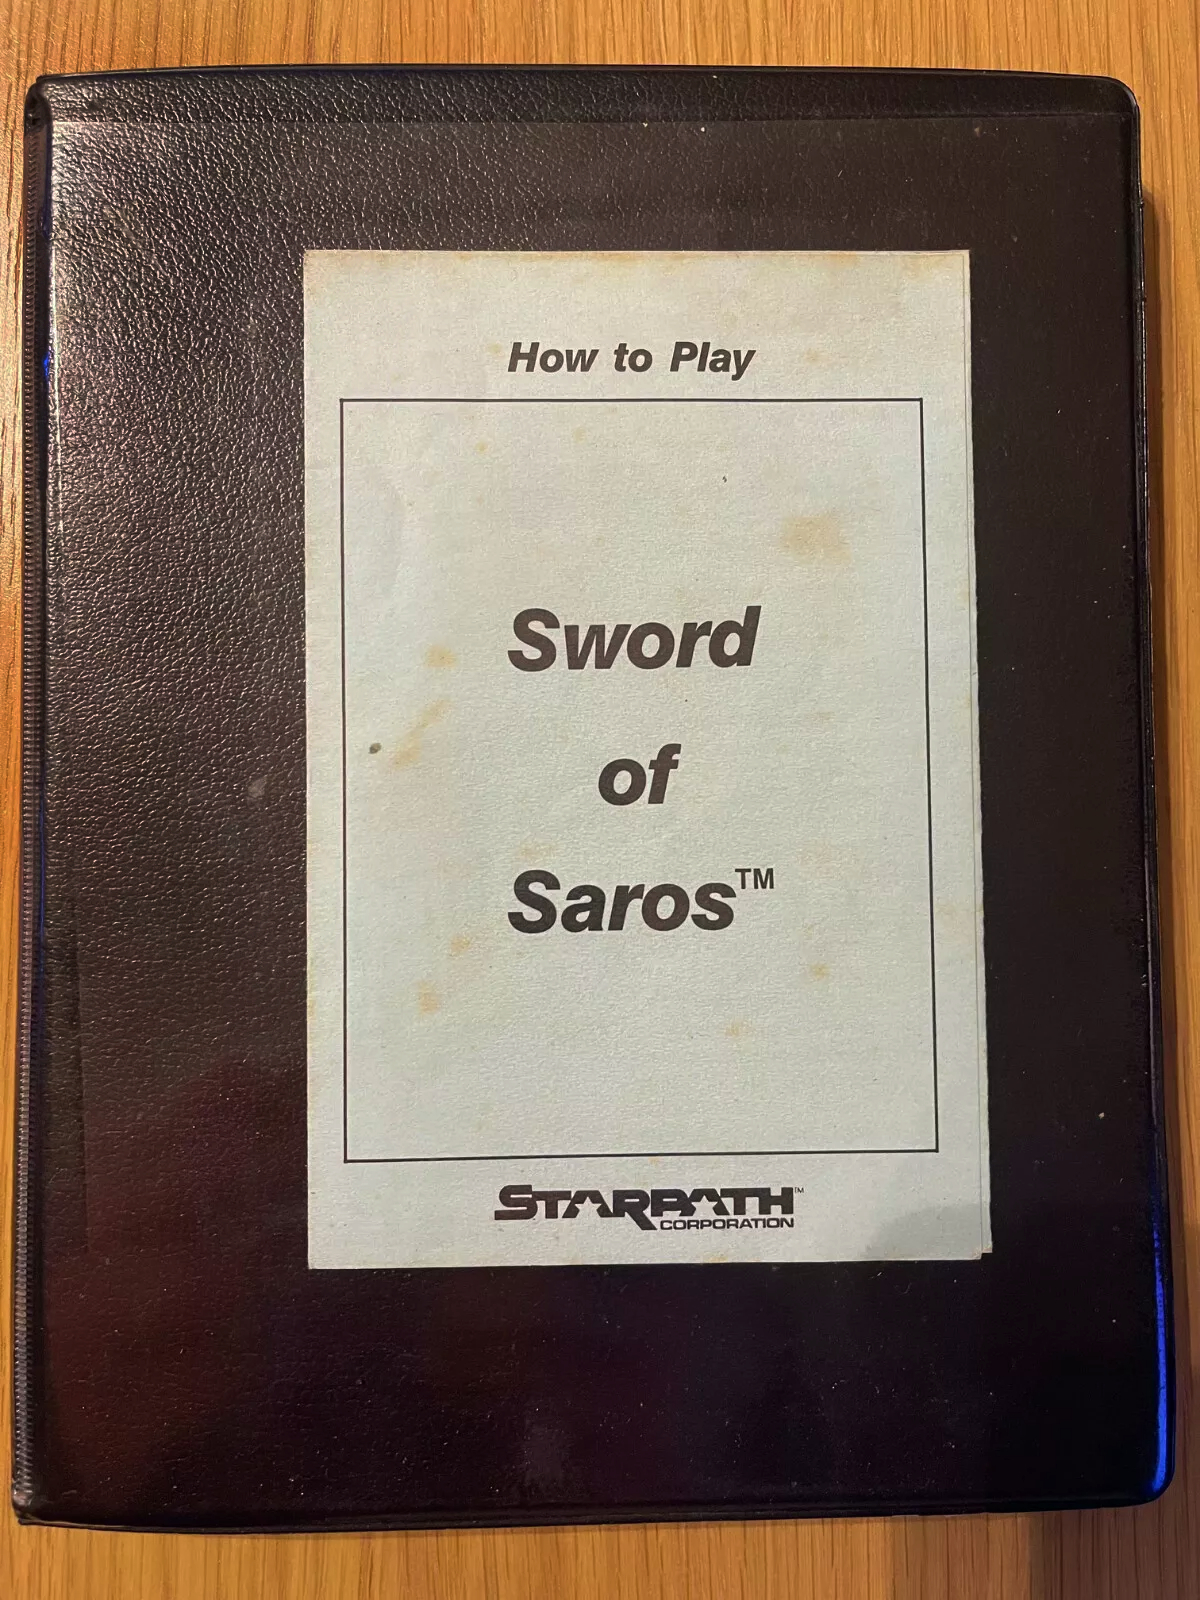 How to Play
Sword
of
Saros™
STARPATH™
CORPORATION